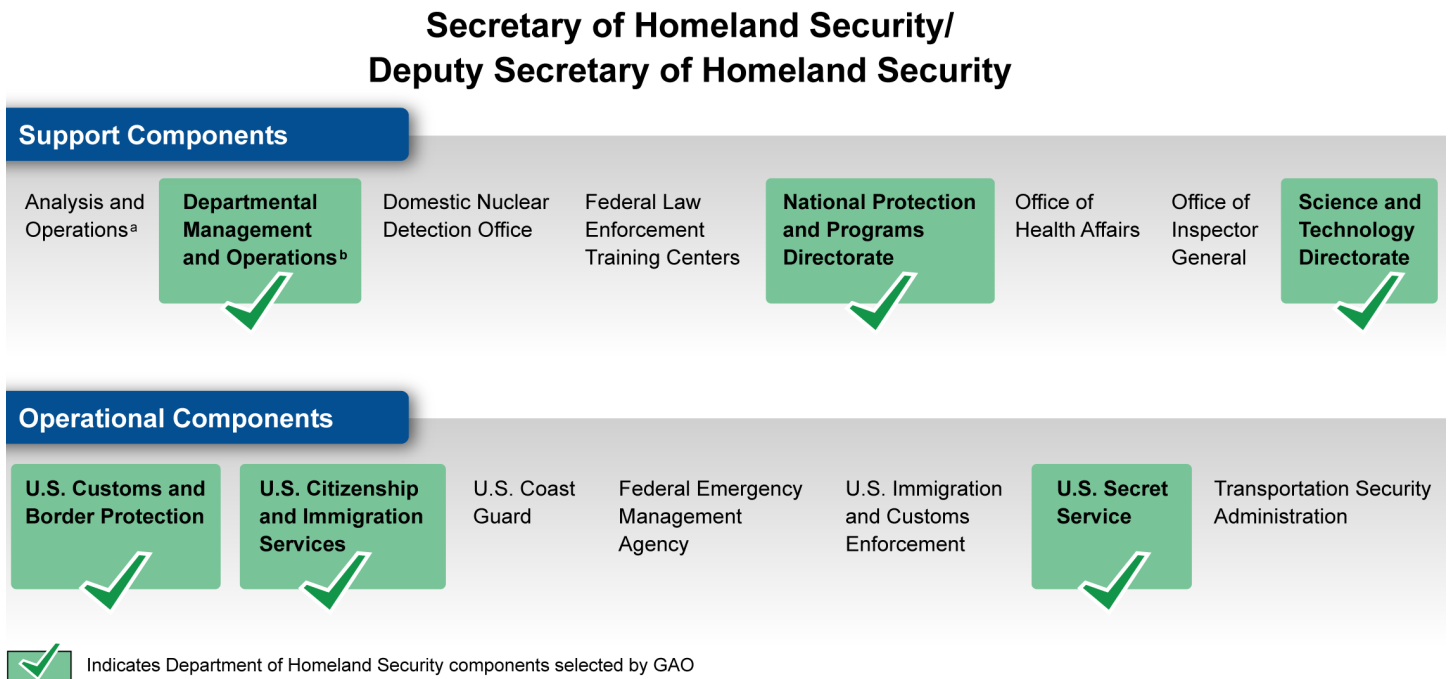 Secretary of Homeland Security/
Deputy Secretary of Homeland Security
Support Components
Analysis and
Operationsᵃ
Departmental
Management
and Operationsᵇ
Domestic Nuclear
Detection Office
Federal Law
Enforcement
Training Centers
National Protection
and Programs
Directorate
Office of
Health Affairs
Office of
Inspector
General
Science and
Technology
Directorate
Operational Components
U.S. Customs and
Border Protection
U.S. Citizenship
and Immigration
Services
U.S. Coast
Guard
Federal Emergency
Management
Agency
U.S. Immigration
and Customs
Enforcement
U.S. Secret
Service
Transportation Security
Administration
Indicates Department of Homeland Security components selected by GAO